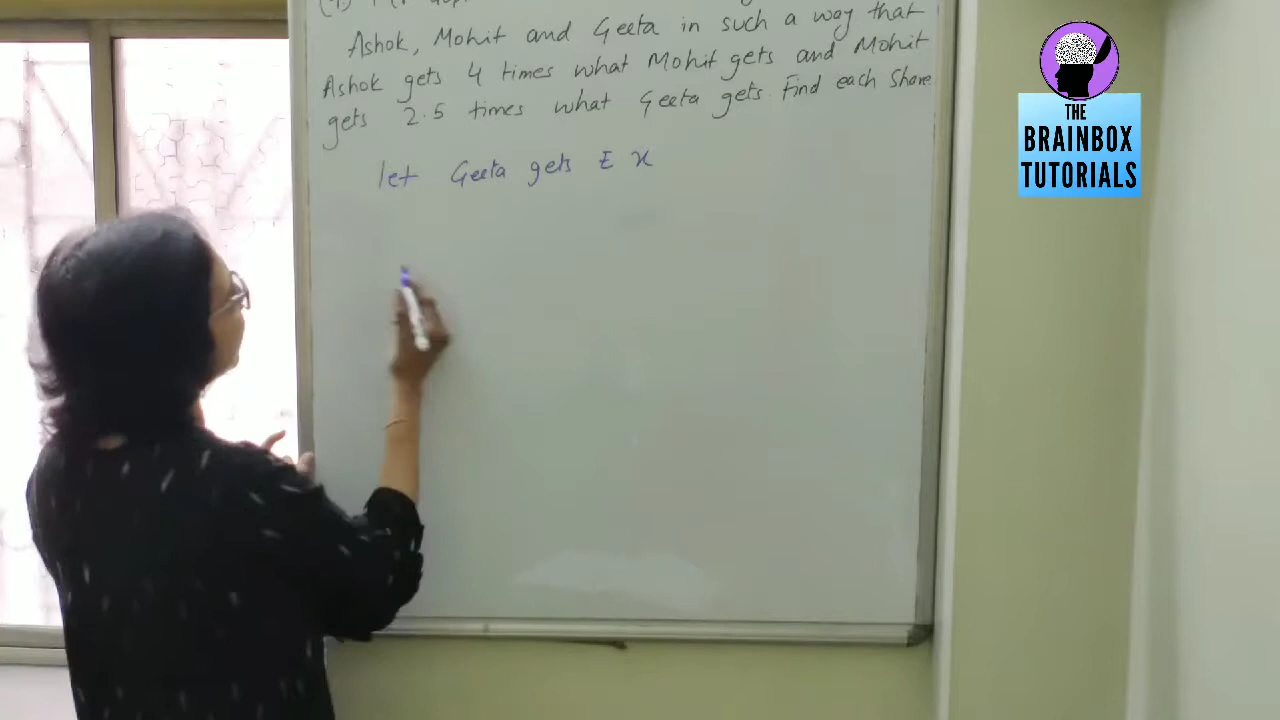 Ashok, Mohit and Geeta in such a way that
Ashok gets 4 times what Mohit gets and Mohit
gets 2.5 times what Geeta gets. Find each share.
let Geeta gets ₹ x
THE
BRAINBOX
TUTORIALS